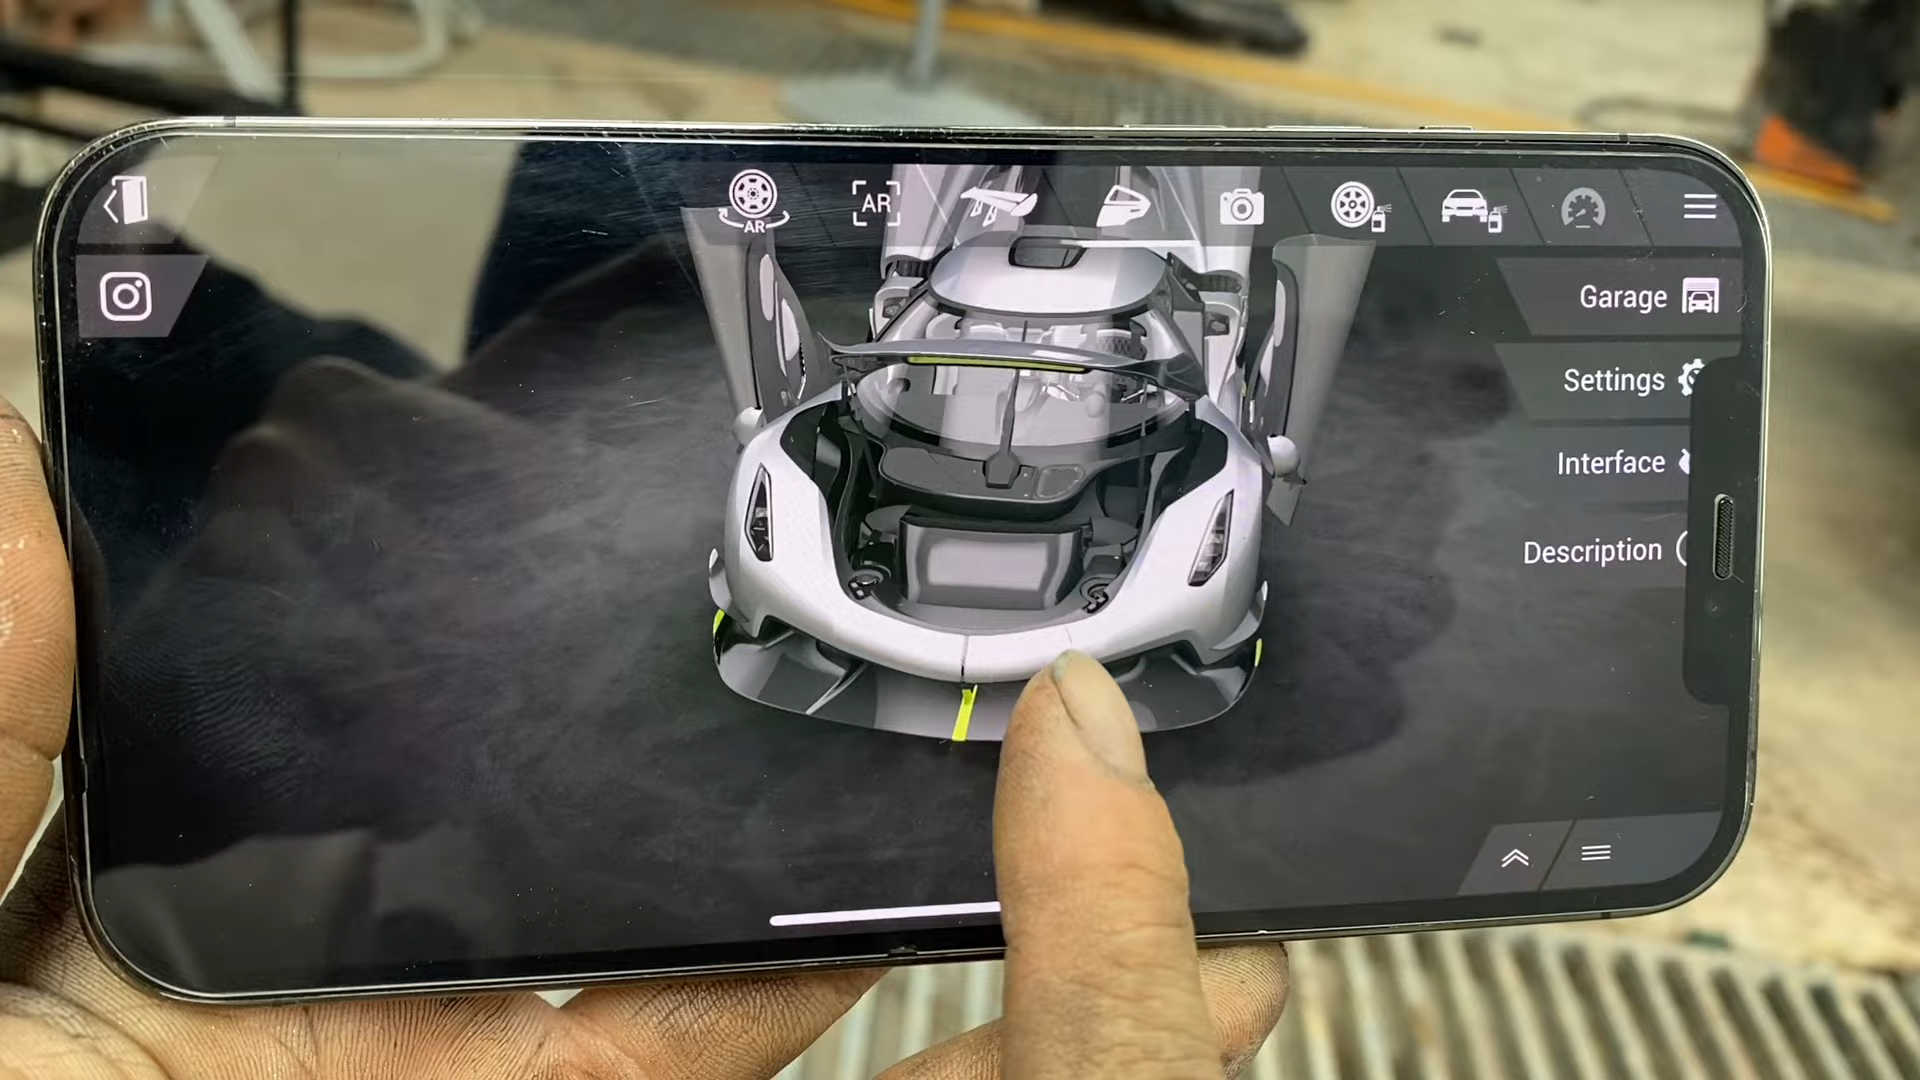 AR
AR
Garage
Settings
Interface
Description